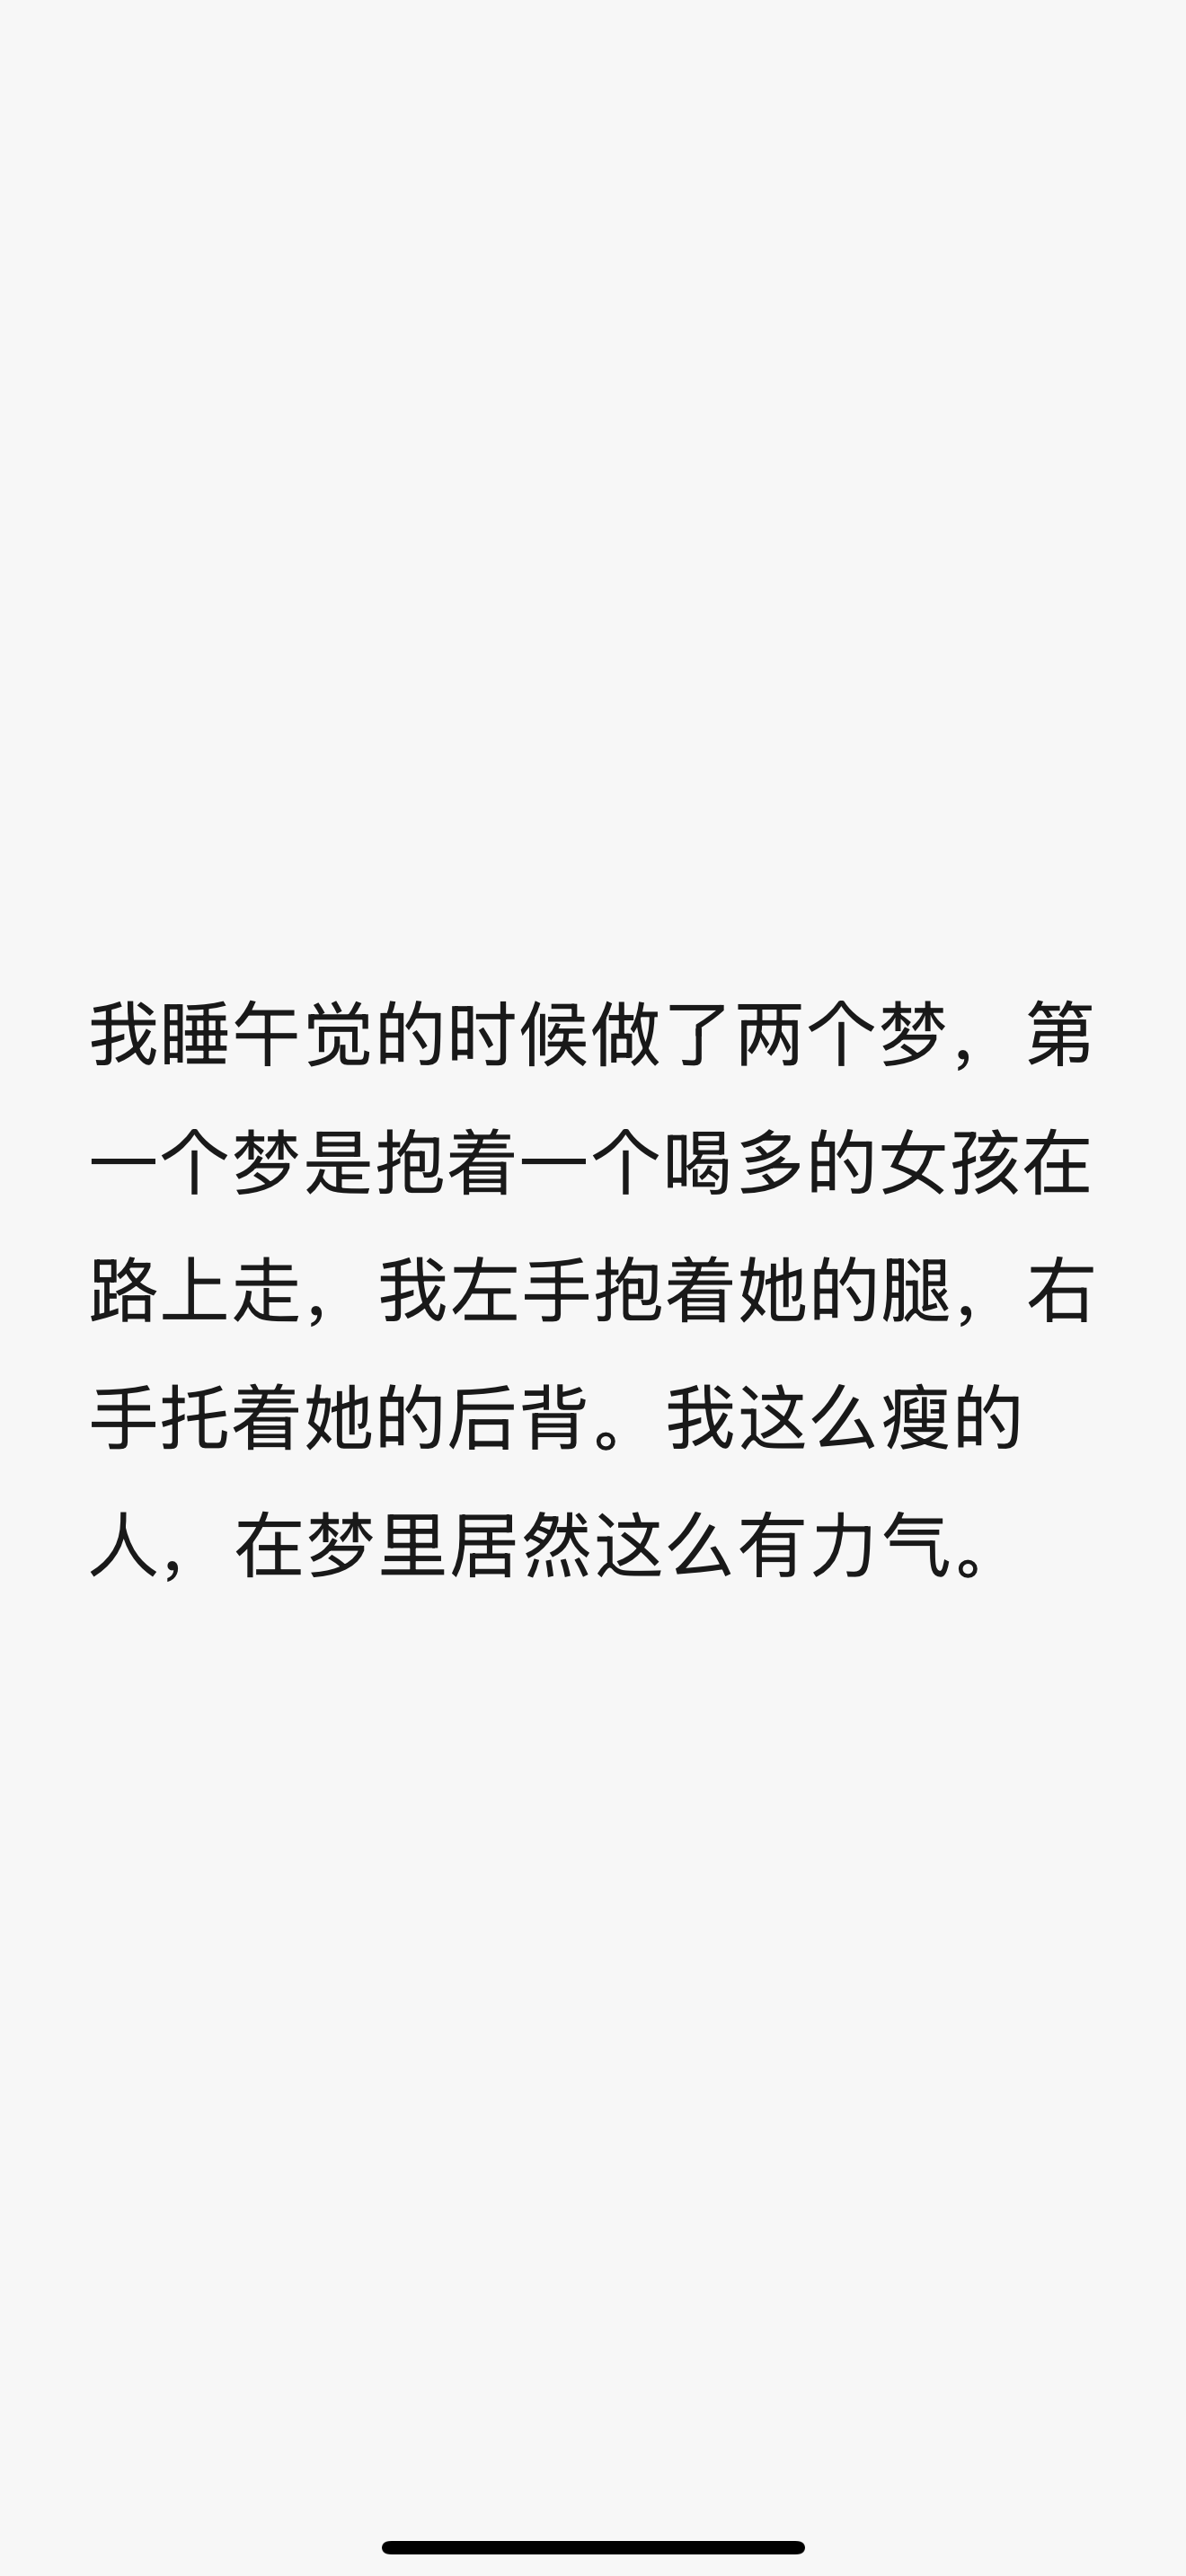 我睡午觉的时候做了两个梦，第
一个梦是抱着一个喝多的女孩在
路上走，我左手抱着她的腿，右
手托着她的后背。我这么瘦的
人，在梦里居然这么有力气。